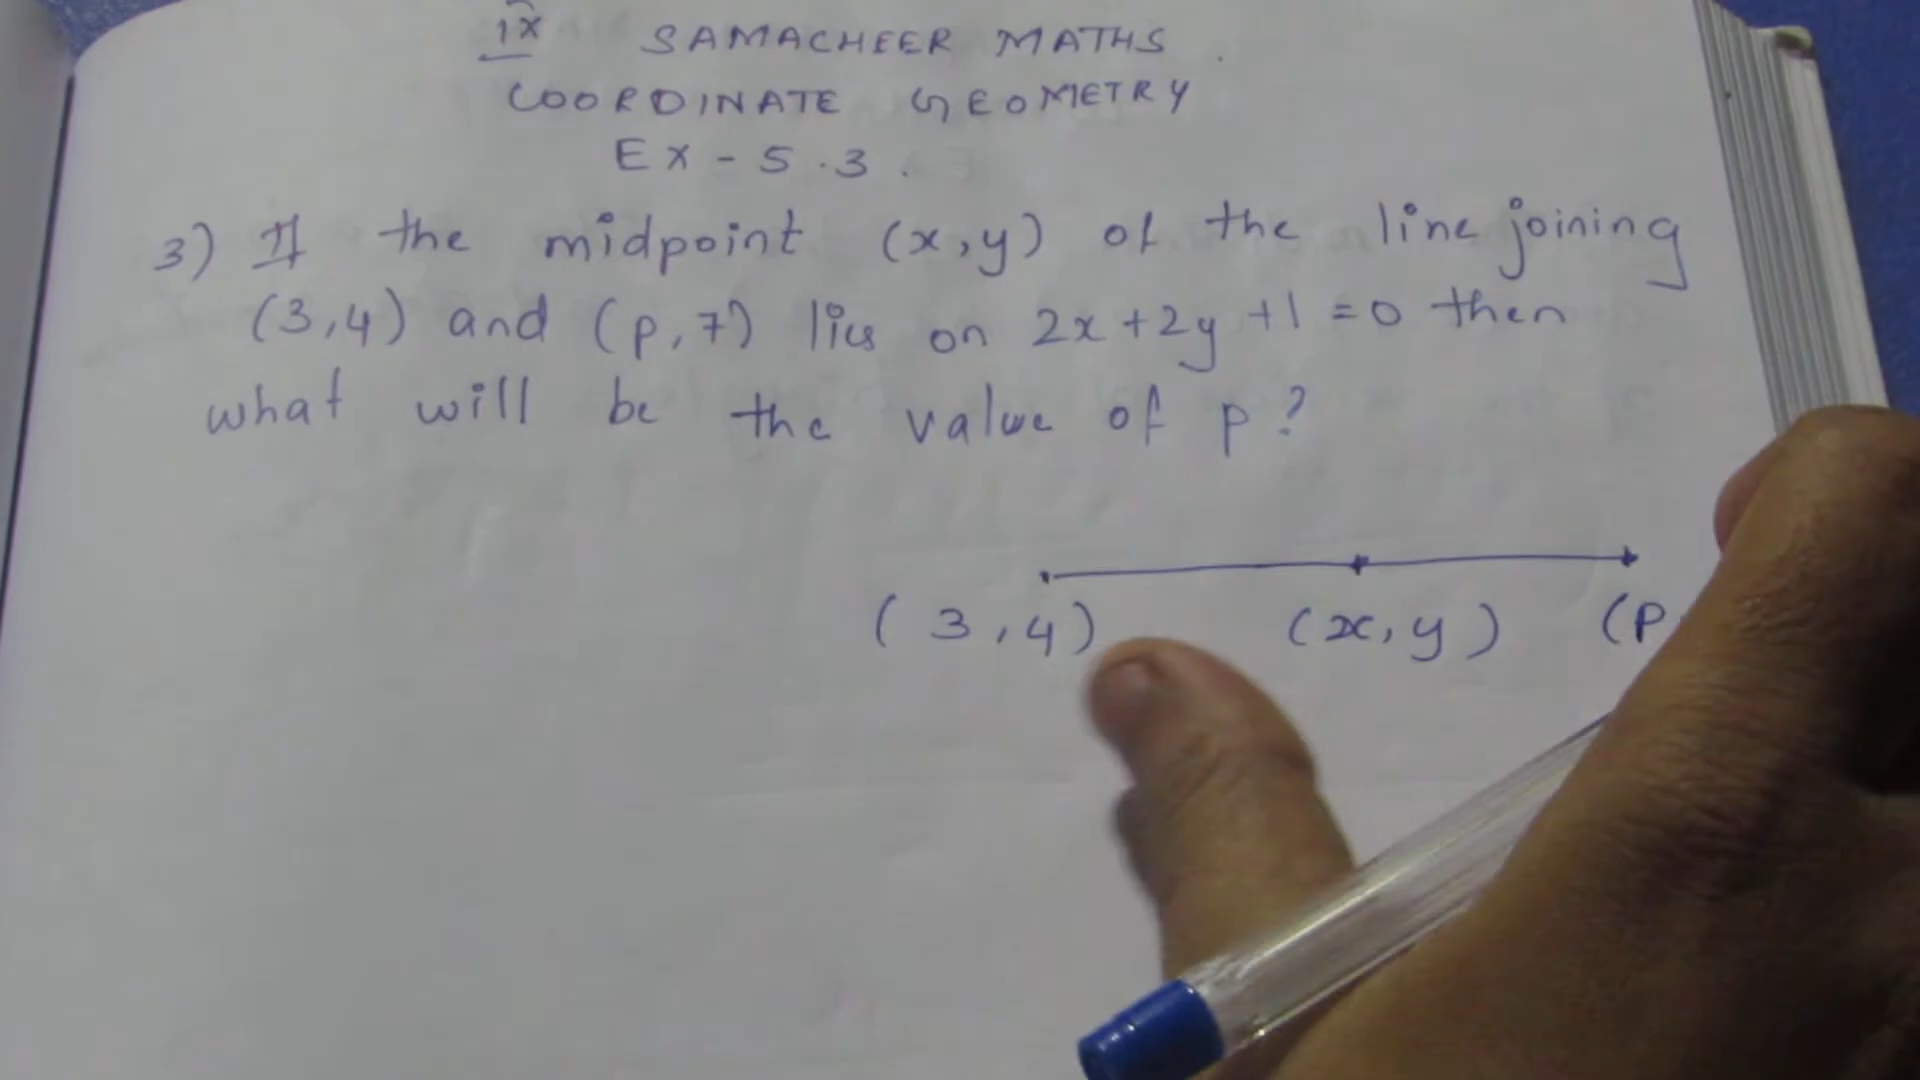 IX SAMACHEER MATHS
COORDINATE GEOMETRY
EX - 5.3.
3) If the midpoint (x,y) of the line joining
(3,4) and (p,7) lies on 2x+2y+1=0 then
what will be the value of p?
(3,4) (x,y) (P